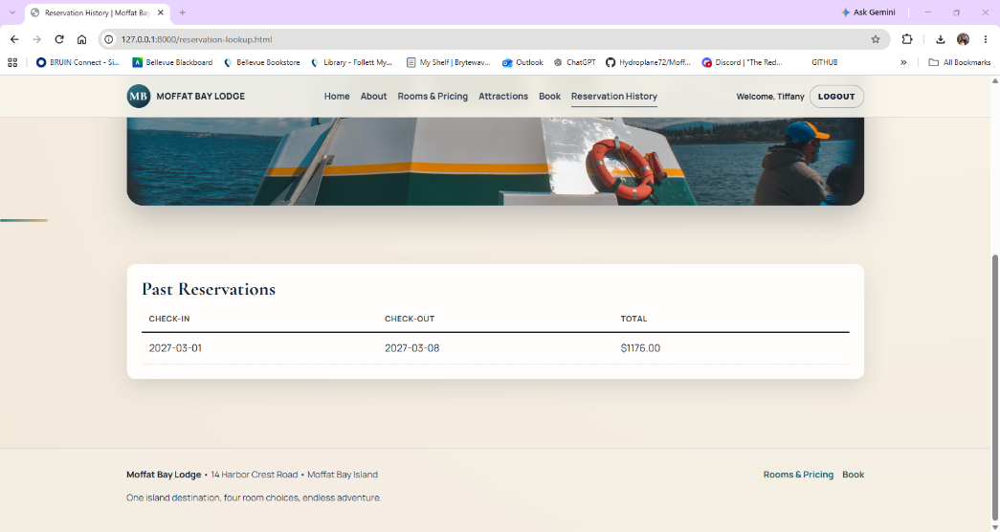 Reservation History | Moffat Ba
Ask Gemini
127.0.0.1:8000/reservation-lookup.html
BRUIN Connect - Si...
Bellevue Blackboard
Bellevue Bookstore
Library - Follett My...
My Shelf | Brytewav...
Outlook
ChatGPT
Hydroplane72/Moff...
Discord | "The Red...
GITHUB
»
All Bookmarks
MB MOFFAT BAY LODGE
Home About Rooms & Pricing Attractions Book Reservation History
Welcome, Tiffany LOGOUT
Past Reservations
CHECK-IN CHECK-OUT TOTAL
2027-03-01 2027-03-08 $1176.00
Moffat Bay Lodge • 14 Harbor Crest Road • Moffat Bay Island
Rooms & Pricing Book
One island destination, four room choices, endless adventure.